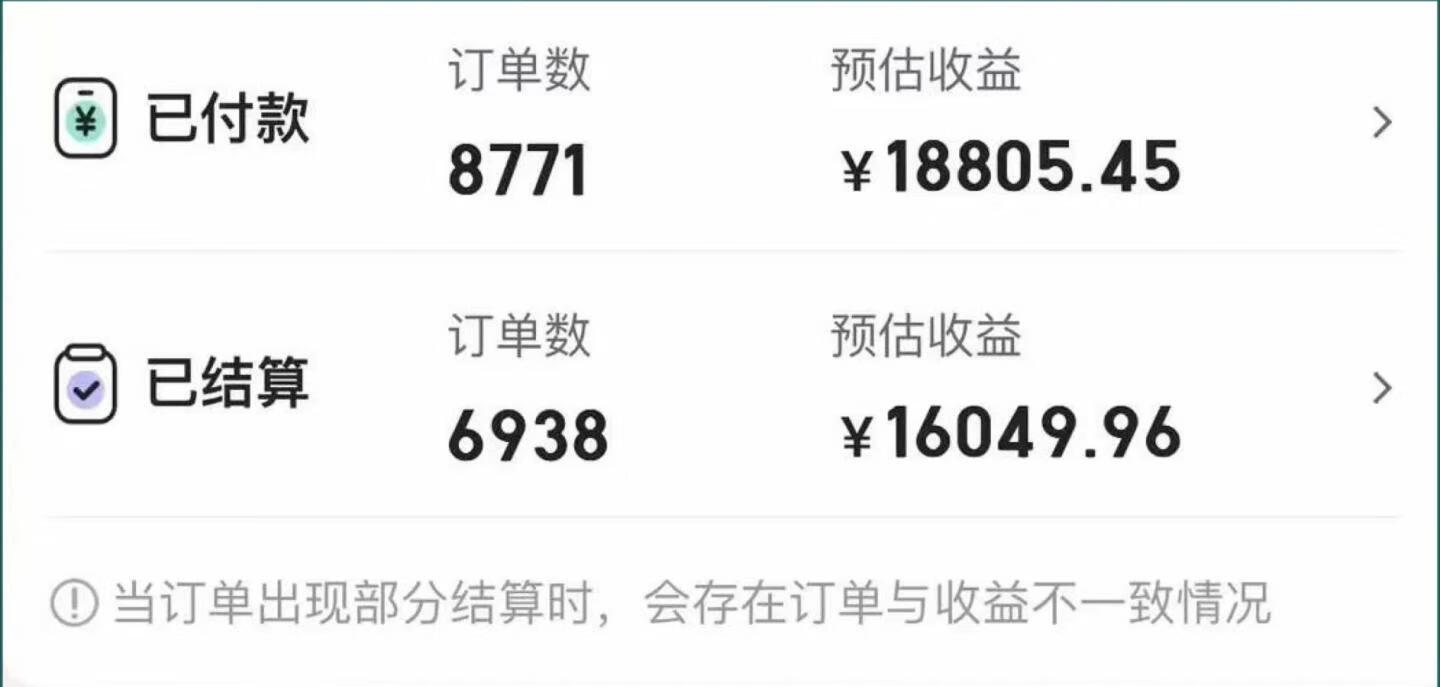 订单数 预估收益
¥ 已付款
8771 ¥18805.45
订单数 预估收益
已结算
6938 ¥16049.96
当订单出现部分结算时，会存在订单与收益不一致情况